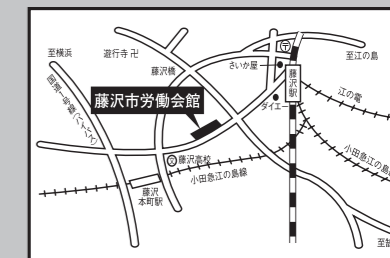 至横浜
遊行寺卍
至江の島
藤沢橋
さいか屋
藤沢駅
江の電
藤沢市労働会館
ダイエー
国道1号線(バイパス)
藤沢高校
小田急江の島線
小田急江の島線
藤沢
本町駅